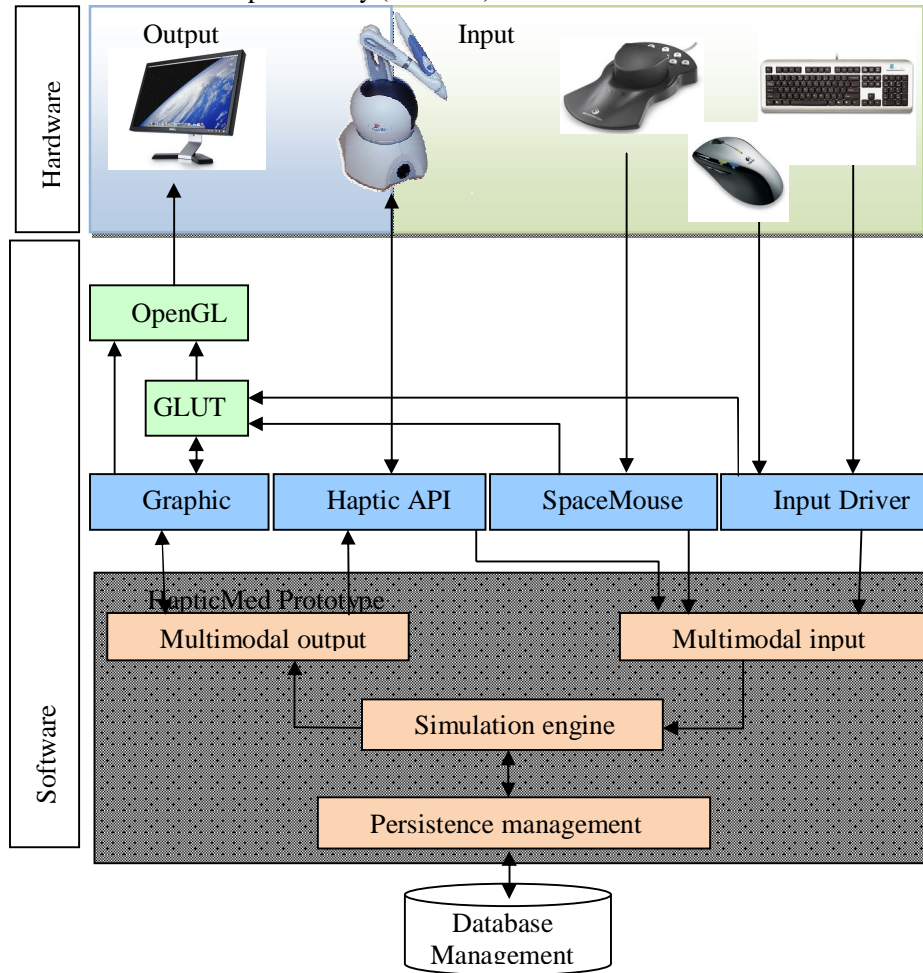 Output
Input
Hardware
OpenGL
GLUT
Graphic
Haptic API
SpaceMouse
Input Driver
HapticMed Prototype
Multimodal output
Multimodal input
Simulation engine
Software
Persistence management
Database
Management